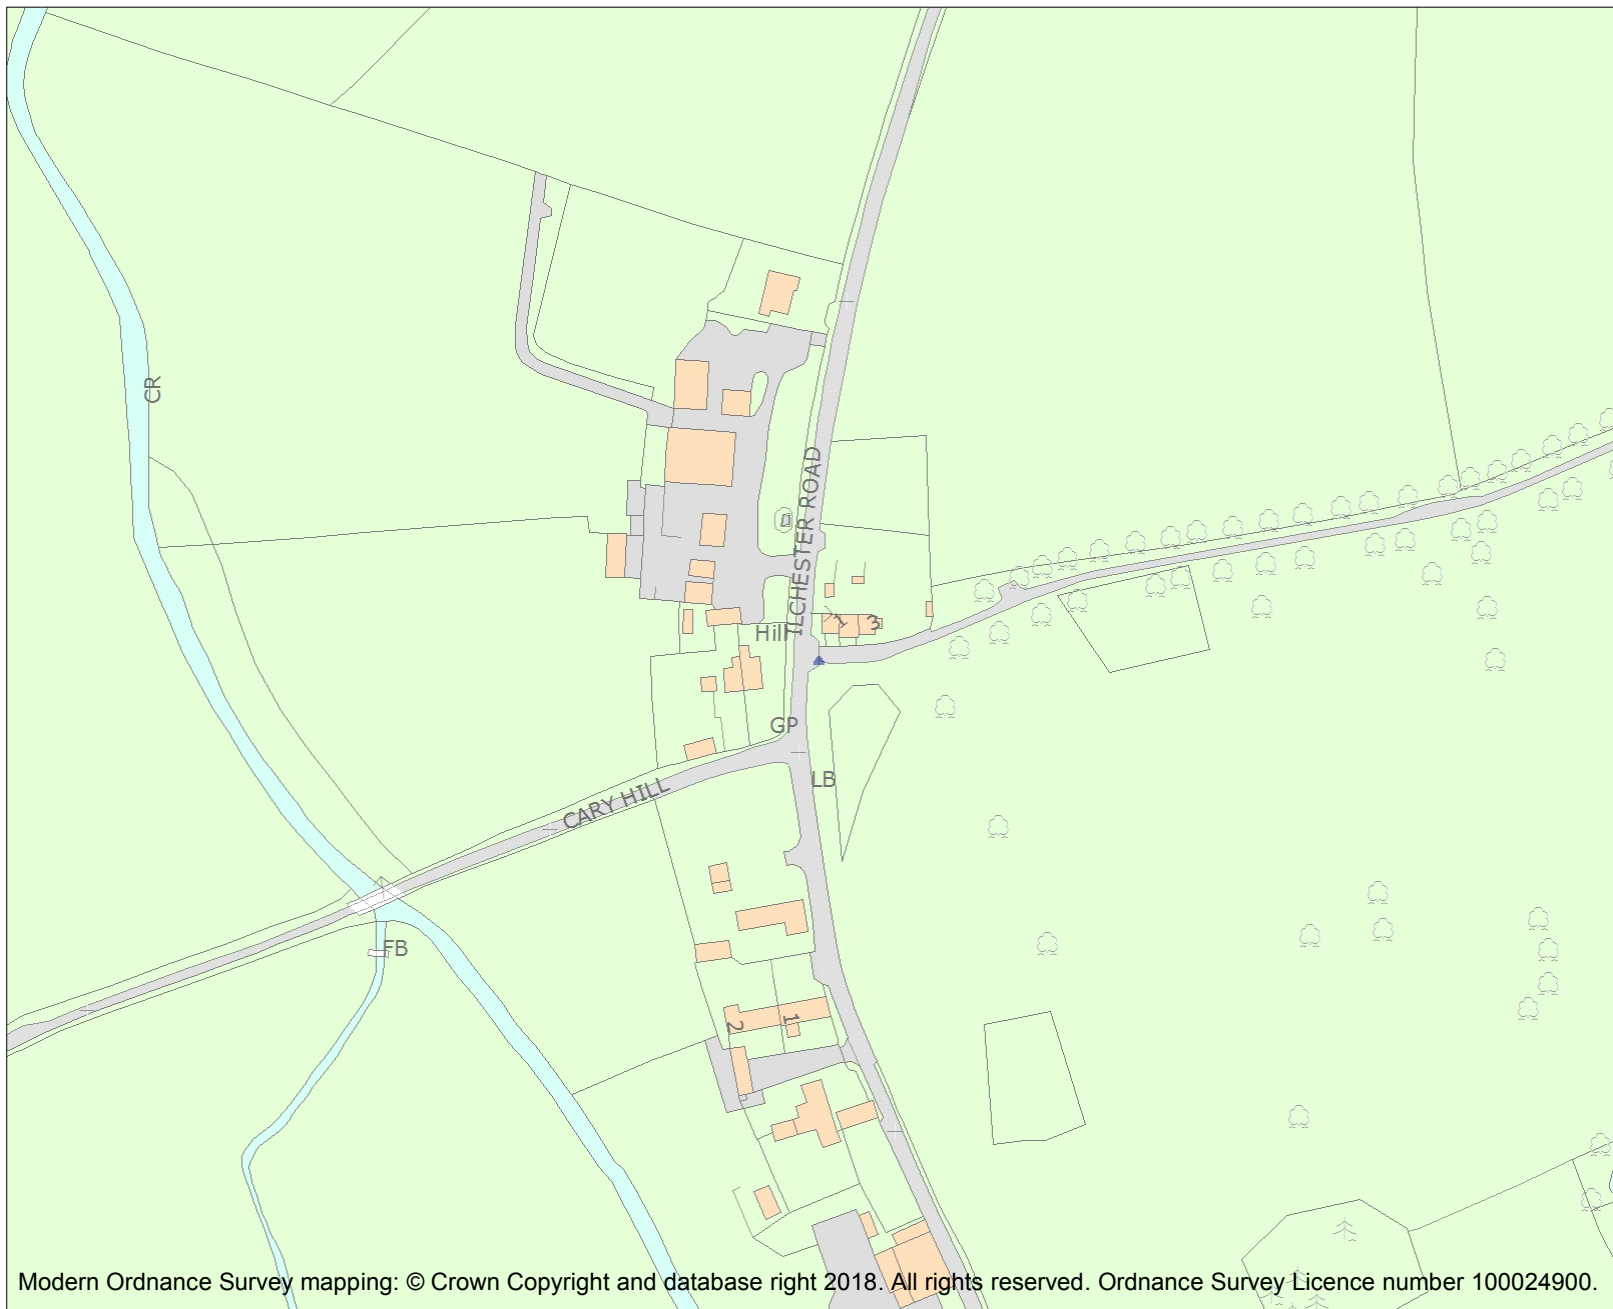 CR
ILCHESTER ROAD
1
3
Hill
GP
LB
CARY HILL
FB
2
1
Modern Ordnance Survey mapping: © Crown Copyright and database right 2018. All rights reserved. Ordnance Survey Licence number 100024900.